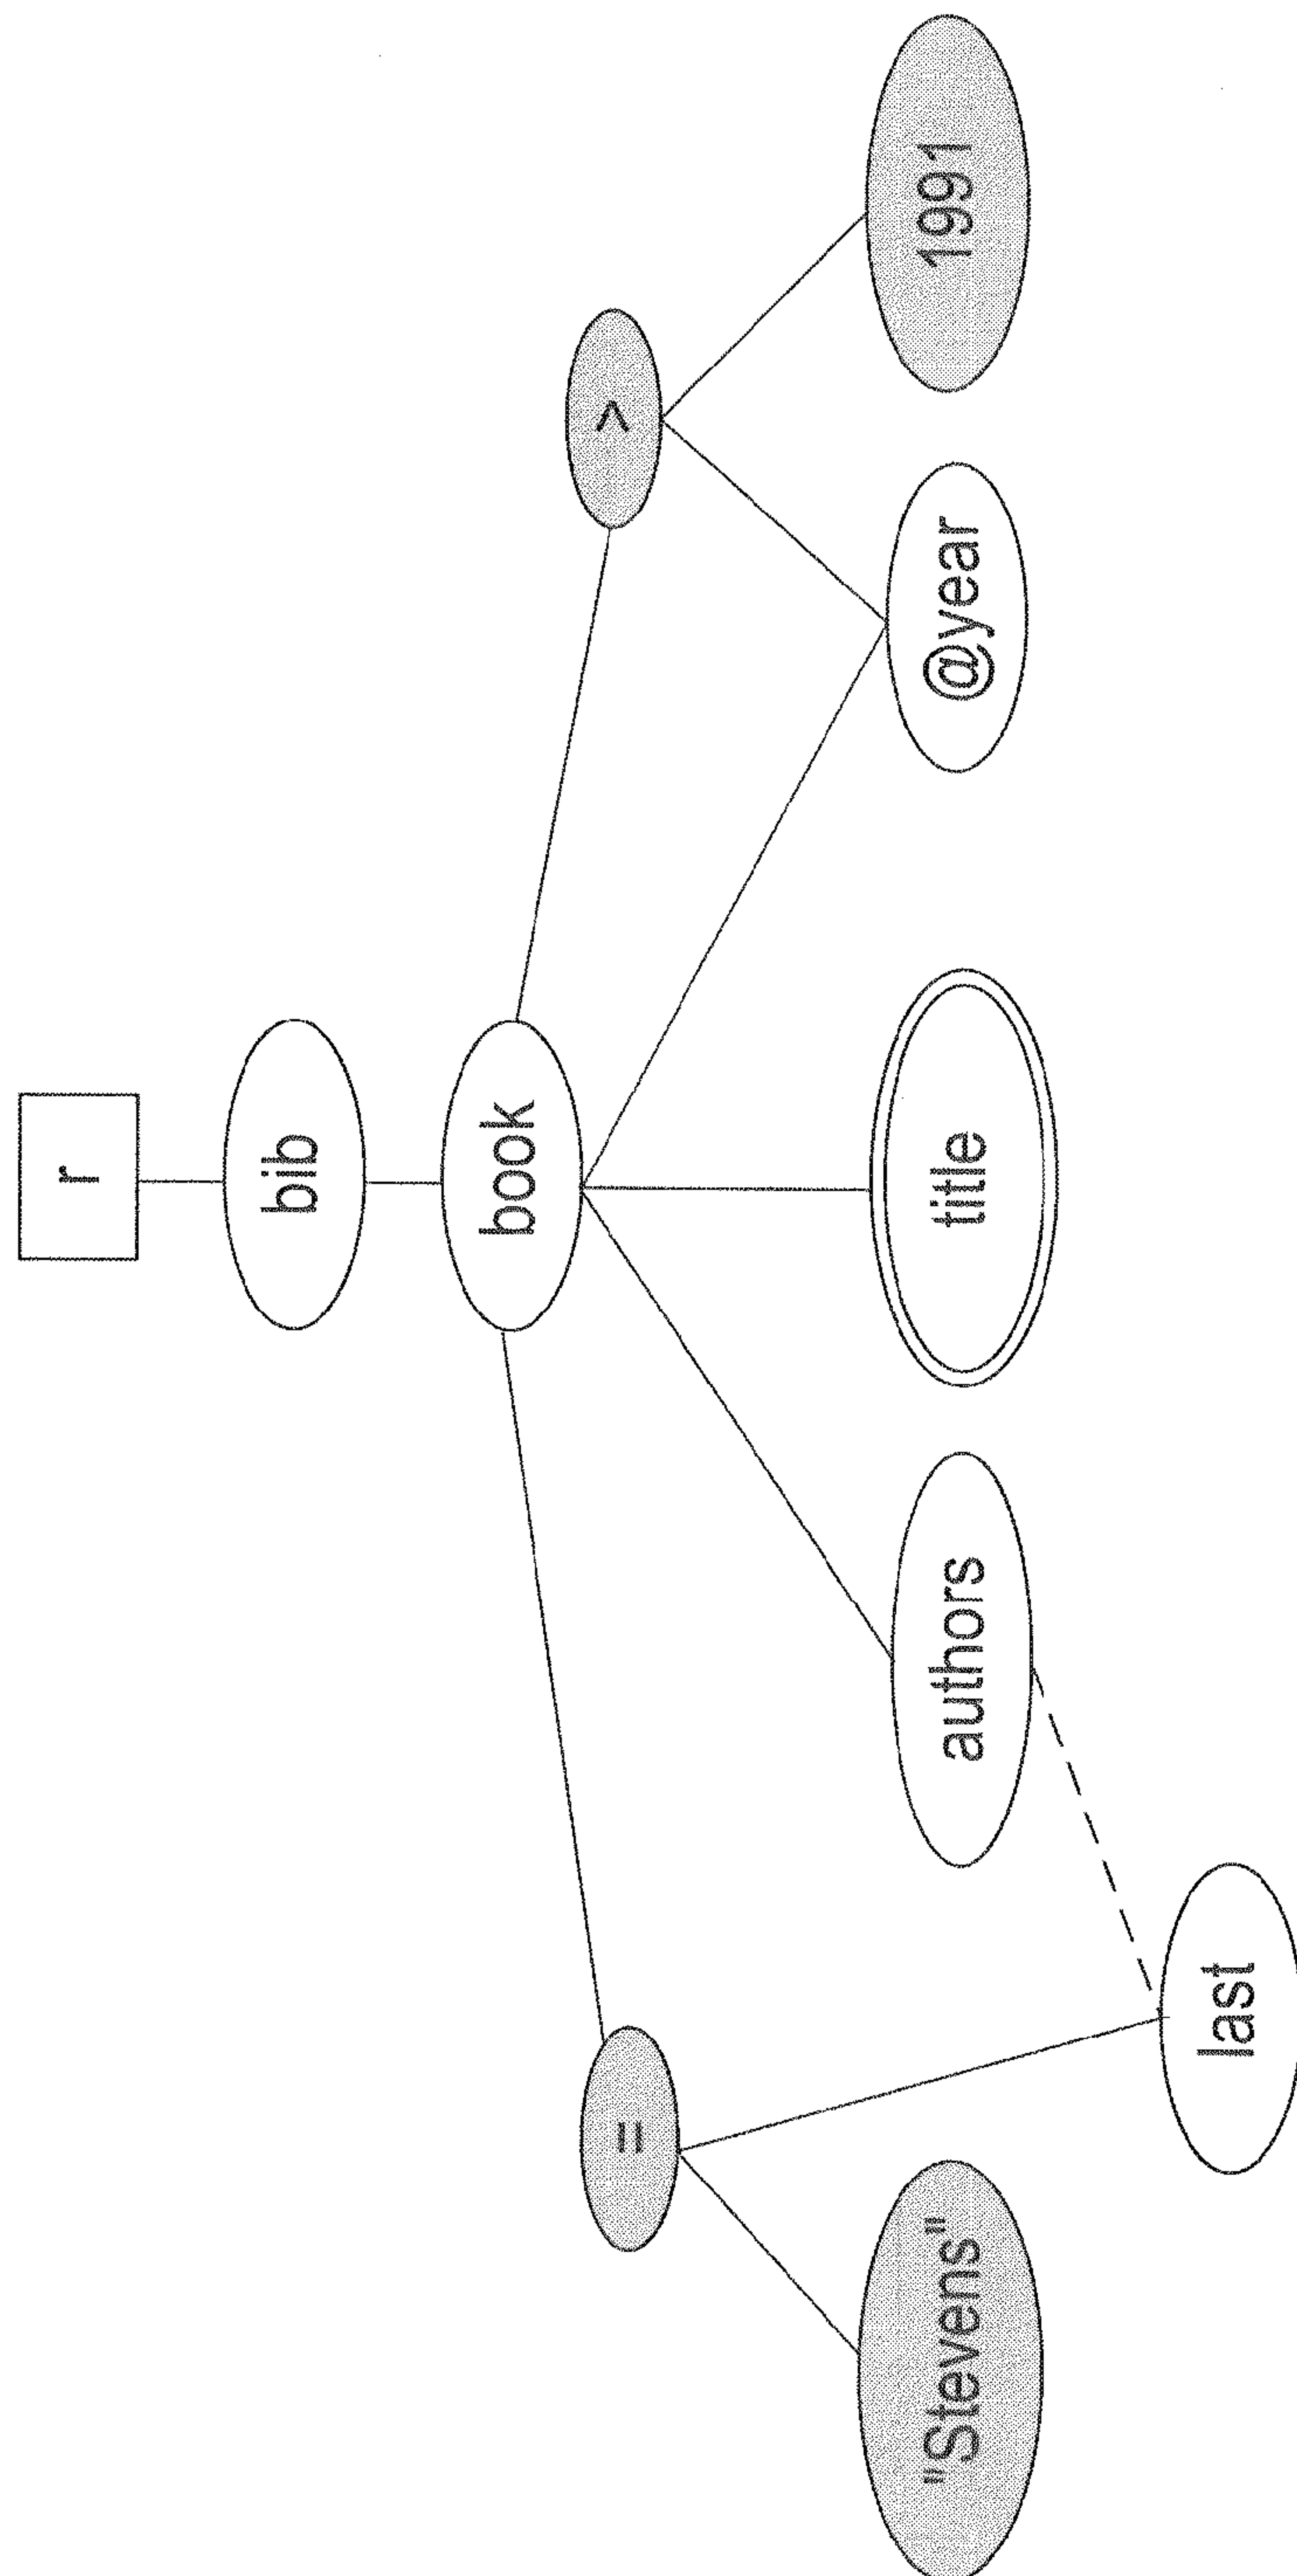 r
bib
book
= >
"Stevens" authors title @year 1991
last